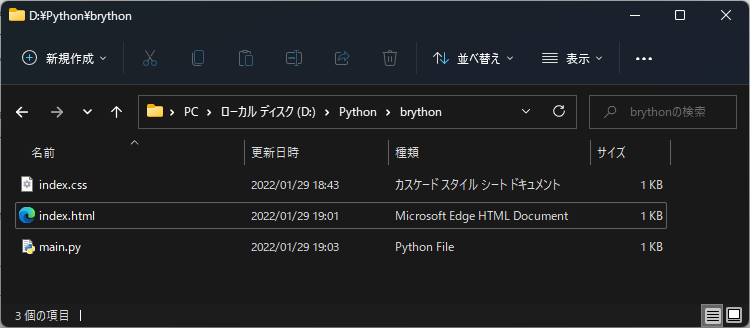 D:¥Python¥brython
新規作成 並べ替え 表示
PC ローカル ディスク (D:) Python brython brythonの検索
名前 更新日時 種類 サイズ
index.css 2022/01/29 18:43 カスケード スタイル シート ドキュメント 1 KB
index.html 2022/01/29 19:01 Microsoft Edge HTML Document 1 KB
main.py 2022/01/29 19:03 Python File 1 KB
3 個の項目